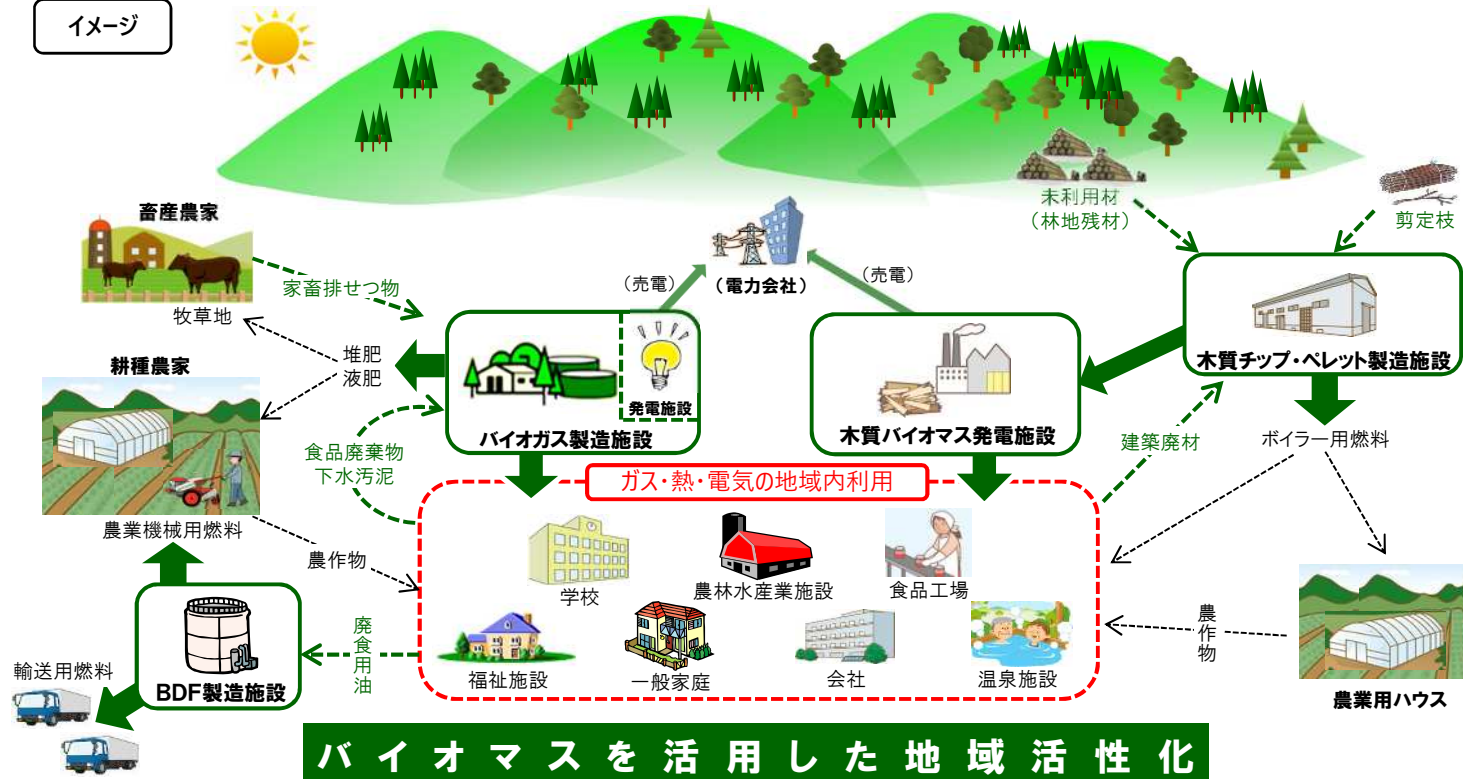 イメージ
未利用材
（林地残材）
剪定枝
畜産農家
家畜排せつ物
牧草地
（売電）
（電力会社）
（売電）
堆肥
液肥
発電施設
バイオガス製造施設
木質バイオマス発電施設
木質チップ・ペレット製造施設
耕種農家
食品廃棄物
下水汚泥
建築廃材
ボイラー用燃料
ガス・熱・電気の地域内利用
農業機械用燃料
農作物
学校
農林水産業施設
食品工場
廃食用油
福祉施設
一般家庭
会社
温泉施設
農作物
農業用ハウス
BDF製造施設
輸送用燃料
バイオマスを活用した地域活性化